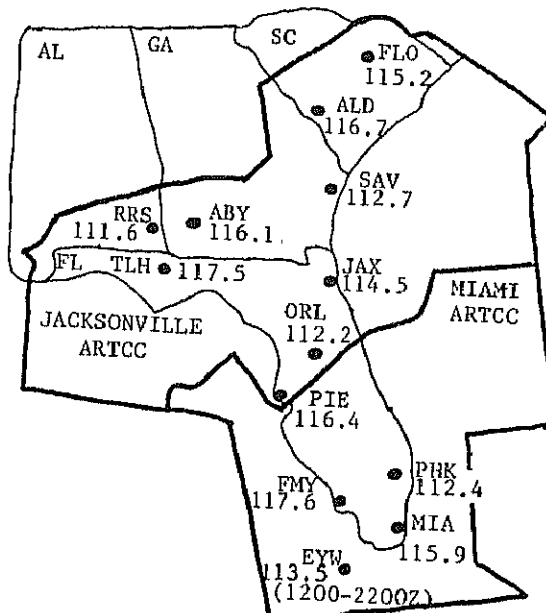 AL
GA
SC
FLO
115.2
ALD
116.7
SAV
112.7
RRS
111.6
ABY
116.1
FL
TLH
117.5
JAX
114.5
MIAMI
ARTCC
JACKSONVILLE
ARTCC
ORL
112.2
PIE
116.4
PHK
112.4
FMY
117.6
MIA
115.9
EYW
113.5
(1200-2200Z)